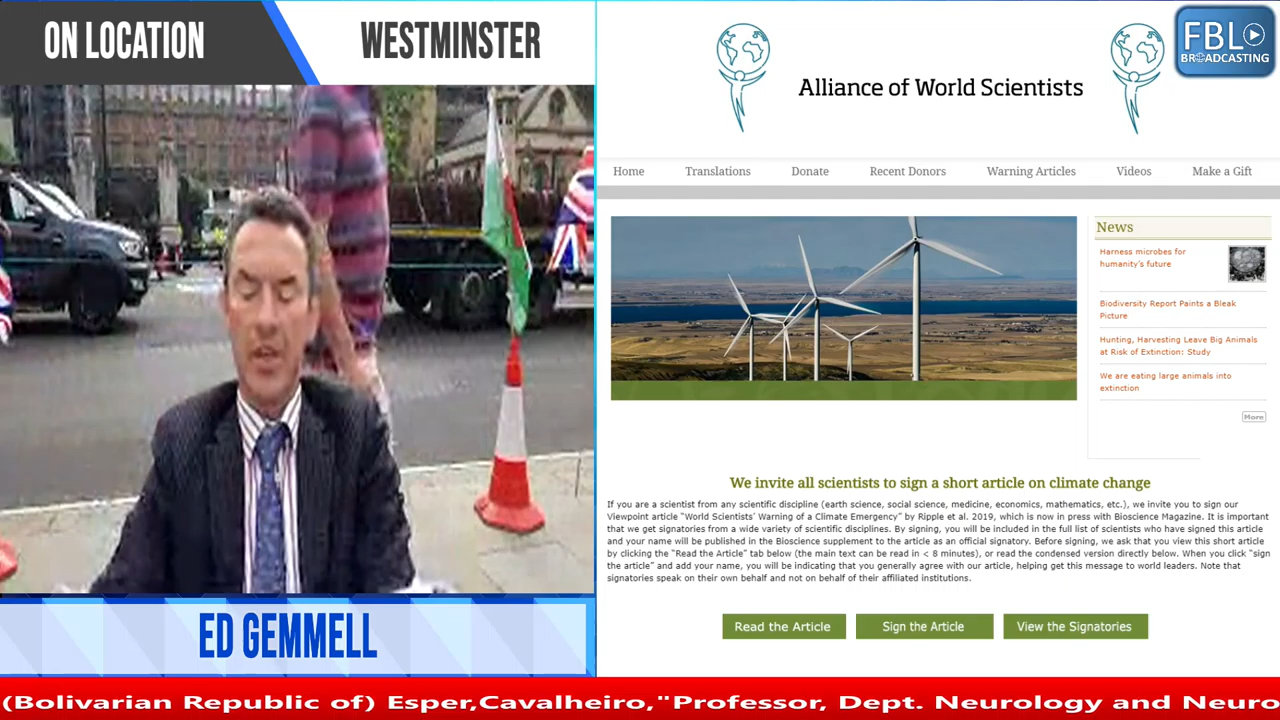 ON LOCATION
WESTMINSTER
FBL
BROADCASTING
Alliance of World Scientists
Home
Translations
Donate
Recent Donors
Warning Articles
Videos
Make a Gift
News
Harness microbes for
humanity's future
Biodiversity Report Paints a Bleak
Picture
Hunting, Harvesting Leave Big Animals
at Risk of Extinction: Study
We are eating large animals into
extinction
More
We invite all scientists to sign a short article on climate change
If you are a scientist from any scientific discipline (earth science, social science, medicine, economics, mathematics, etc.), we invite you to sign our
Viewpoint article "World Scientists' Warning of a Climate Emergency" by Ripple et al. 2019, which is now in press with Bioscience Magazine. It is important
that we get signatories from a wide variety of scientific disciplines. By signing, you will be included in the full list of scientists who have signed this article
and your name will be published in the Bioscience supplement to the article as an official signatory. Before signing, we ask that you view this short article
by clicking the "Read the Article" tab below (the main text can be read in < 8 minutes), or read the condensed version directly below. When you click "sign
the article" and add your name, you will be indicating that you generally agree with our article, helping get this message to world leaders. Note that
signatories speak on their own behalf and not on behalf of their affiliated institutions.
Read the Article
Sign the Article
View the Signatories
ED GEMMELL
(Bolivarian Republic of) Esper,Cavalheiro,"Professor, Dept. Neurology and Neuro